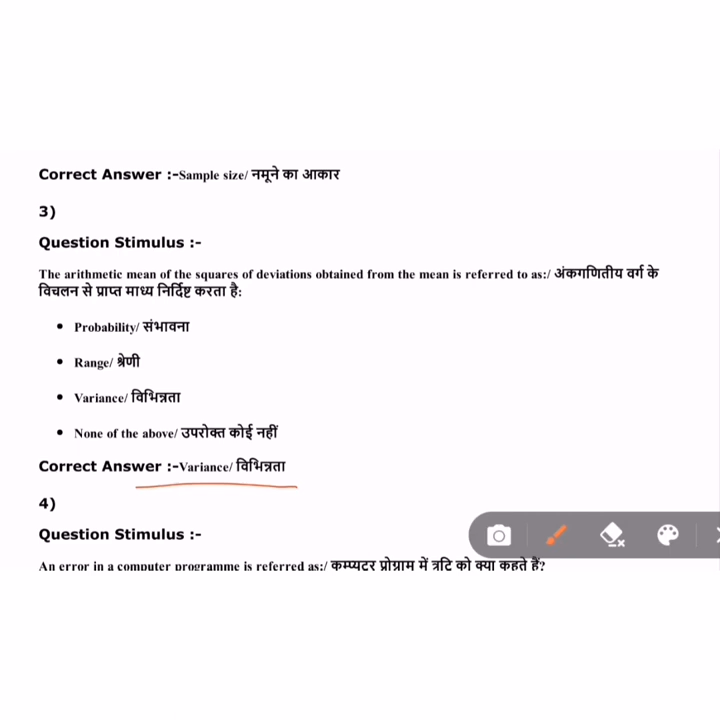 Correct Answer :-Sample size/ नमूने का आकार
3)
Question Stimulus :-
The arithmetic mean of the squares of deviations obtained from the mean is referred to as:/ अंकगणितीय वर्ग के
विचलन से प्राप्त माध्य निर्दिष्ट करता है:
• Probability/ संभावना
• Range/ श्रेणी
• Variance/ विभिन्नता
• None of the above/ उपरोक्त कोई नहीं
Correct Answer :-Variance/ विभिन्नता
4)
Question Stimulus :-
An error in a computer programme is referred as:/ कम्प्यूटर प्रोग्राम में त्रुटि को क्या कहते हैं?